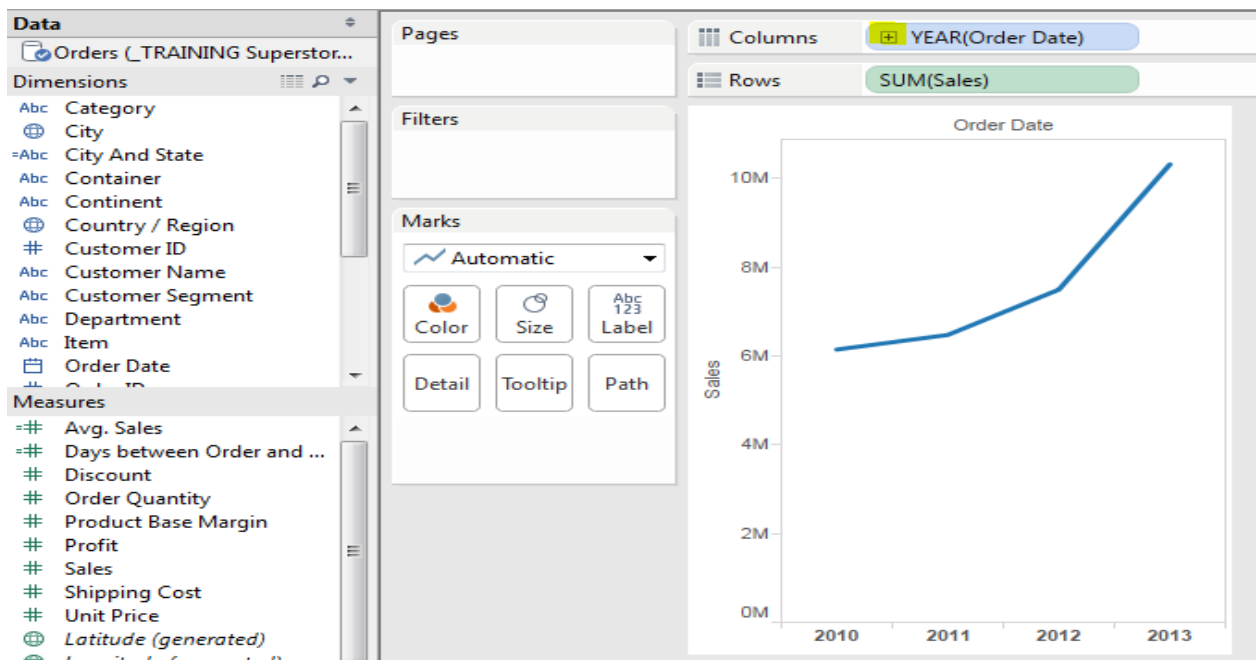 Data
Orders (_TRAINING Superstor...
Dimensions
Abc Category
City
=Abc City And State
Abc Container
Abc Continent
Country / Region
# Customer ID
Abc Customer Name
Abc Customer Segment
Abc Department
Abc Item
Order Date
Measures
=# Avg. Sales
=# Days between Order and ...
# Discount
# Order Quantity
# Product Base Margin
# Profit
# Sales
# Shipping Cost
# Unit Price
Latitude (generated)
Pages
Filters
Marks
Automatic
Color
Size
Abc
123
Label
Detail
Tooltip
Path
Columns
YEAR(Order Date)
Rows
SUM(Sales)
Order Date
10M
8M
6M
4M
2M
0M
Sales
2010 2011 2012 2013